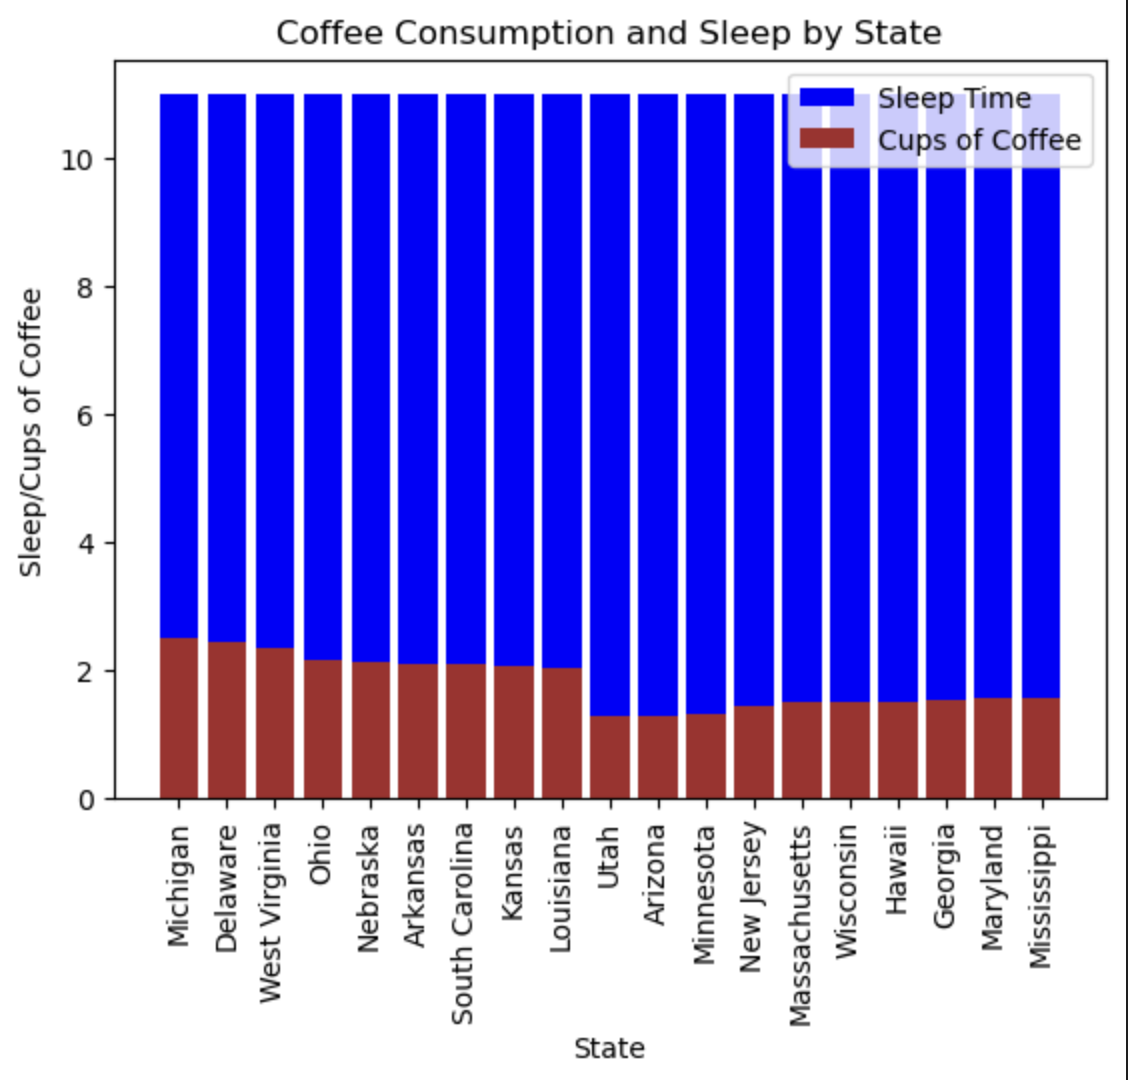 Coffee Consumption and Sleep by State
Sleep Time
Cups of Coffee
Sleep/Cups of Coffee
10
8
6
4
2
0
Michigan
Delaware
West Virginia
Ohio
Nebraska
Arkansas
South Carolina
Kansas
Louisiana
Utah
Arizona
Minnesota
New Jersey
Massachusetts
Wisconsin
Hawaii
Georgia
Maryland
Mississippi
State